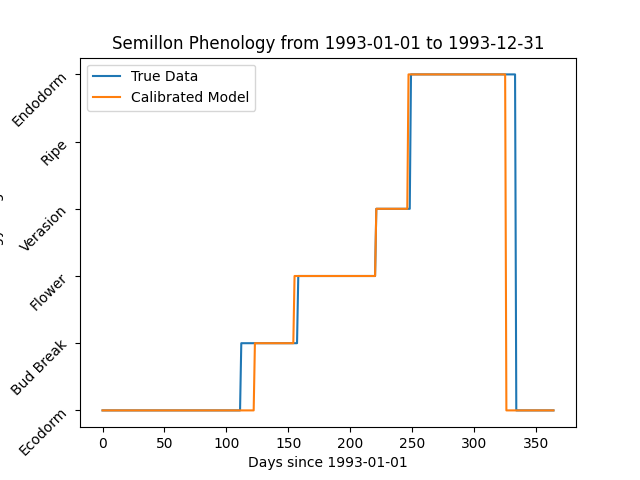 Semillon Phenology from 1993-01-01 to 1993-12-31
True Data
Calibrated Model
Endodorm
Ripe
Verasion
Flower
Bud Break
Ecodorm
0 50 100 150 200 250 300 350
Days since 1993-01-01